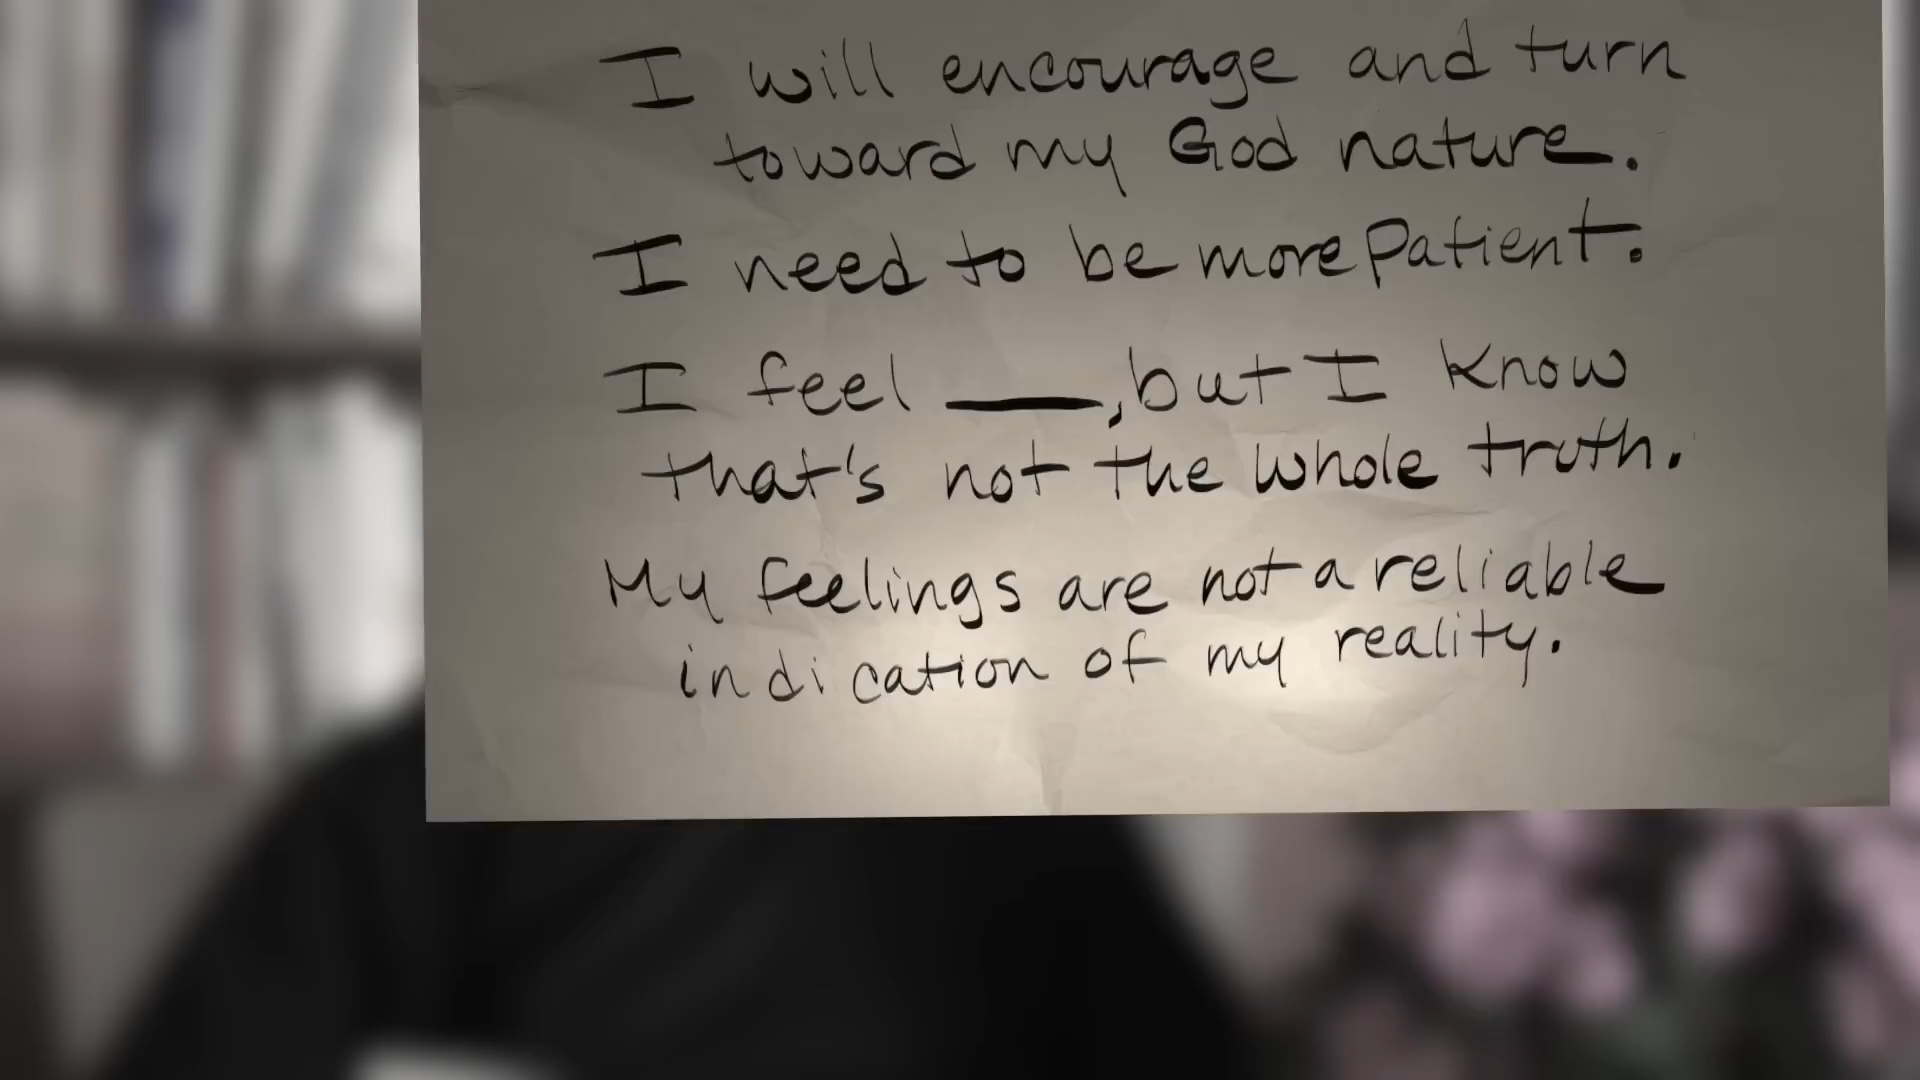 I will encourage and turn
toward my God nature.
I need to be more patient.
I feel ___, but I know
that's not the whole truth.
My feelings are not a reliable
indication of my reality.